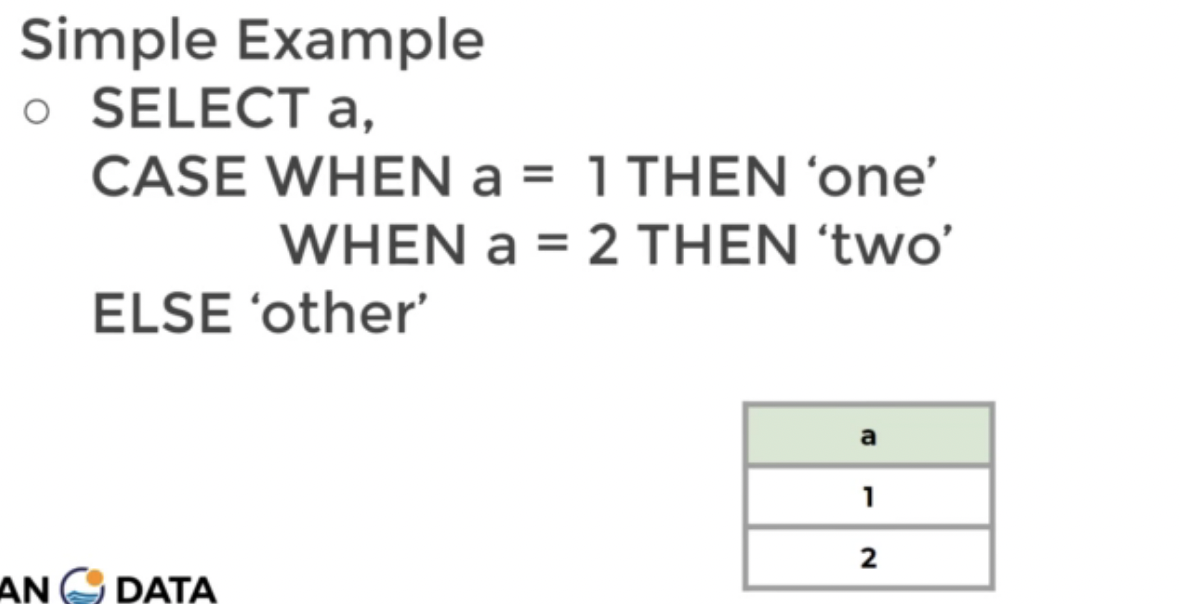 Simple Example
○ SELECT a,
CASE WHEN a = 1 THEN ‘one’
WHEN a = 2 THEN ‘two’
ELSE ‘other’
a
1
2
AN DATA